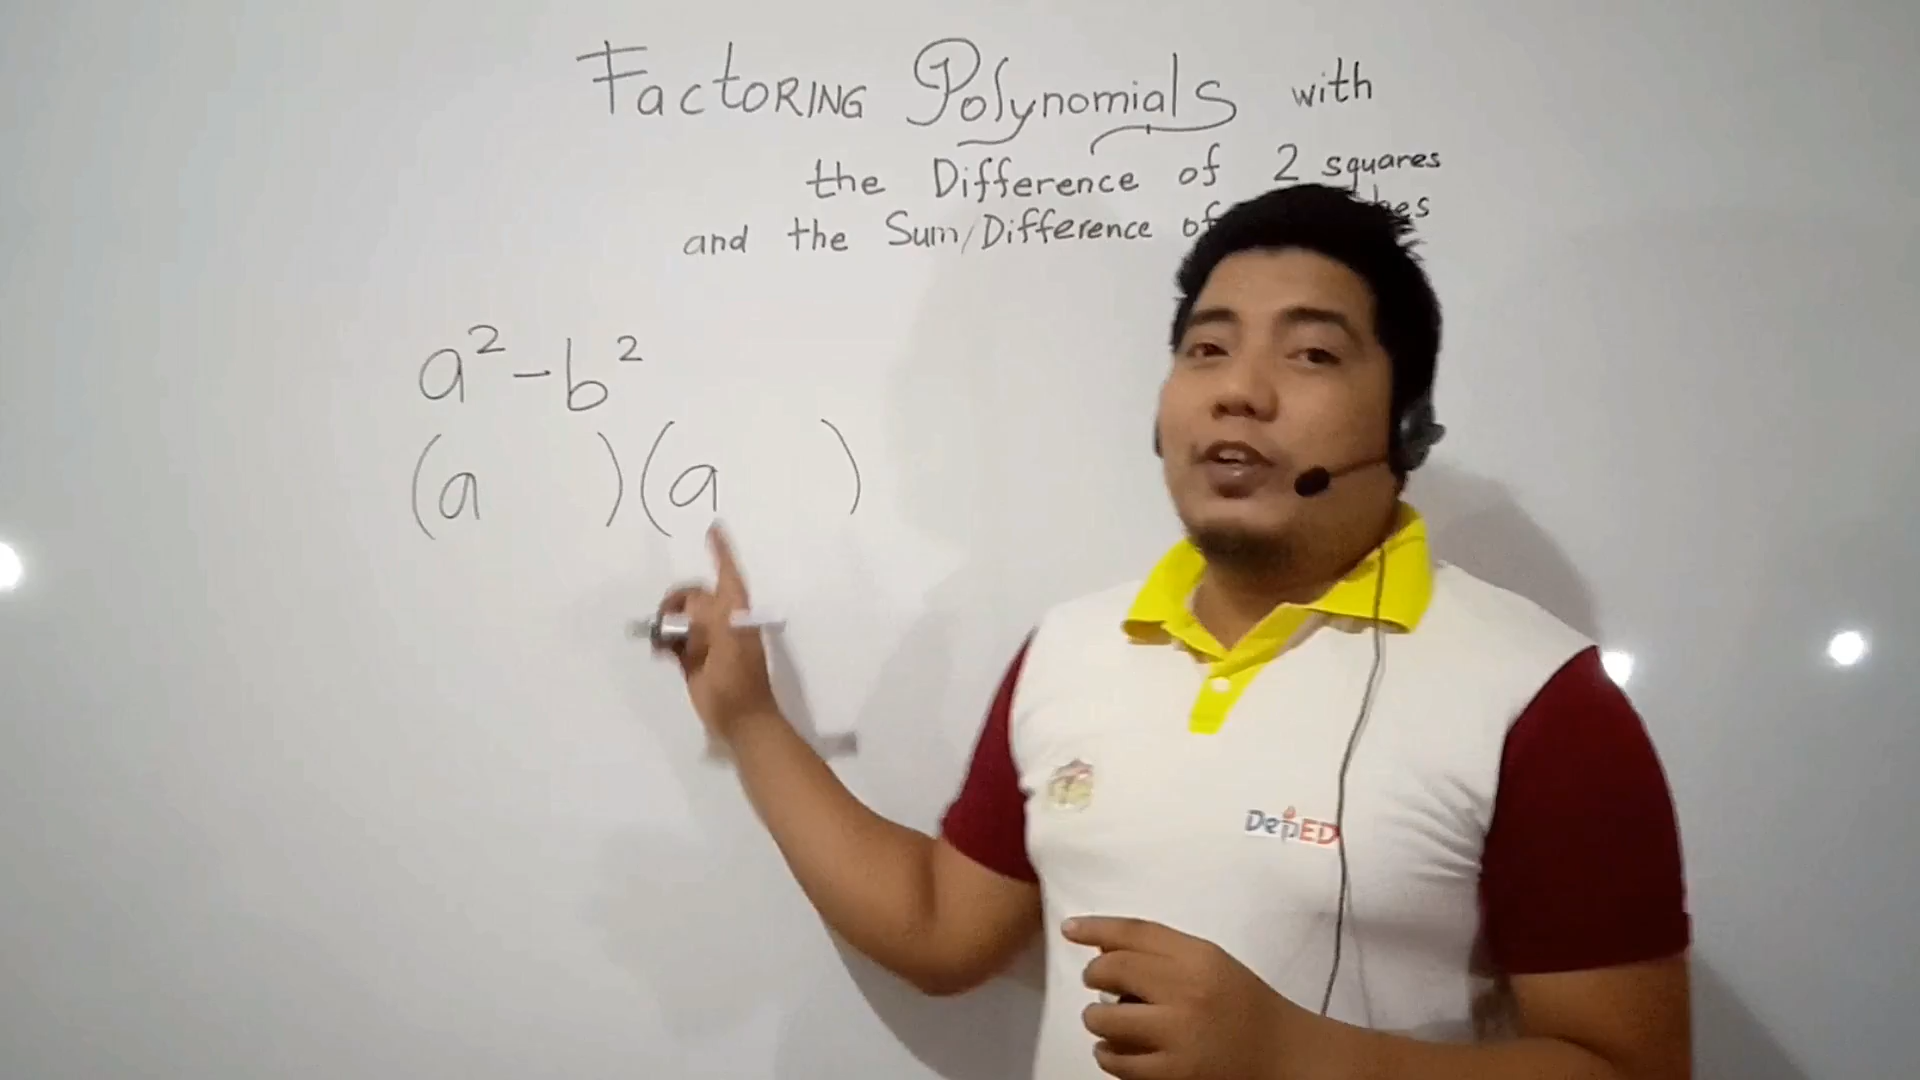 FactoRING Polynomials with
the Difference of 2 squares
and the Sum/Difference of
a² - b²
(a )(a )
DepED